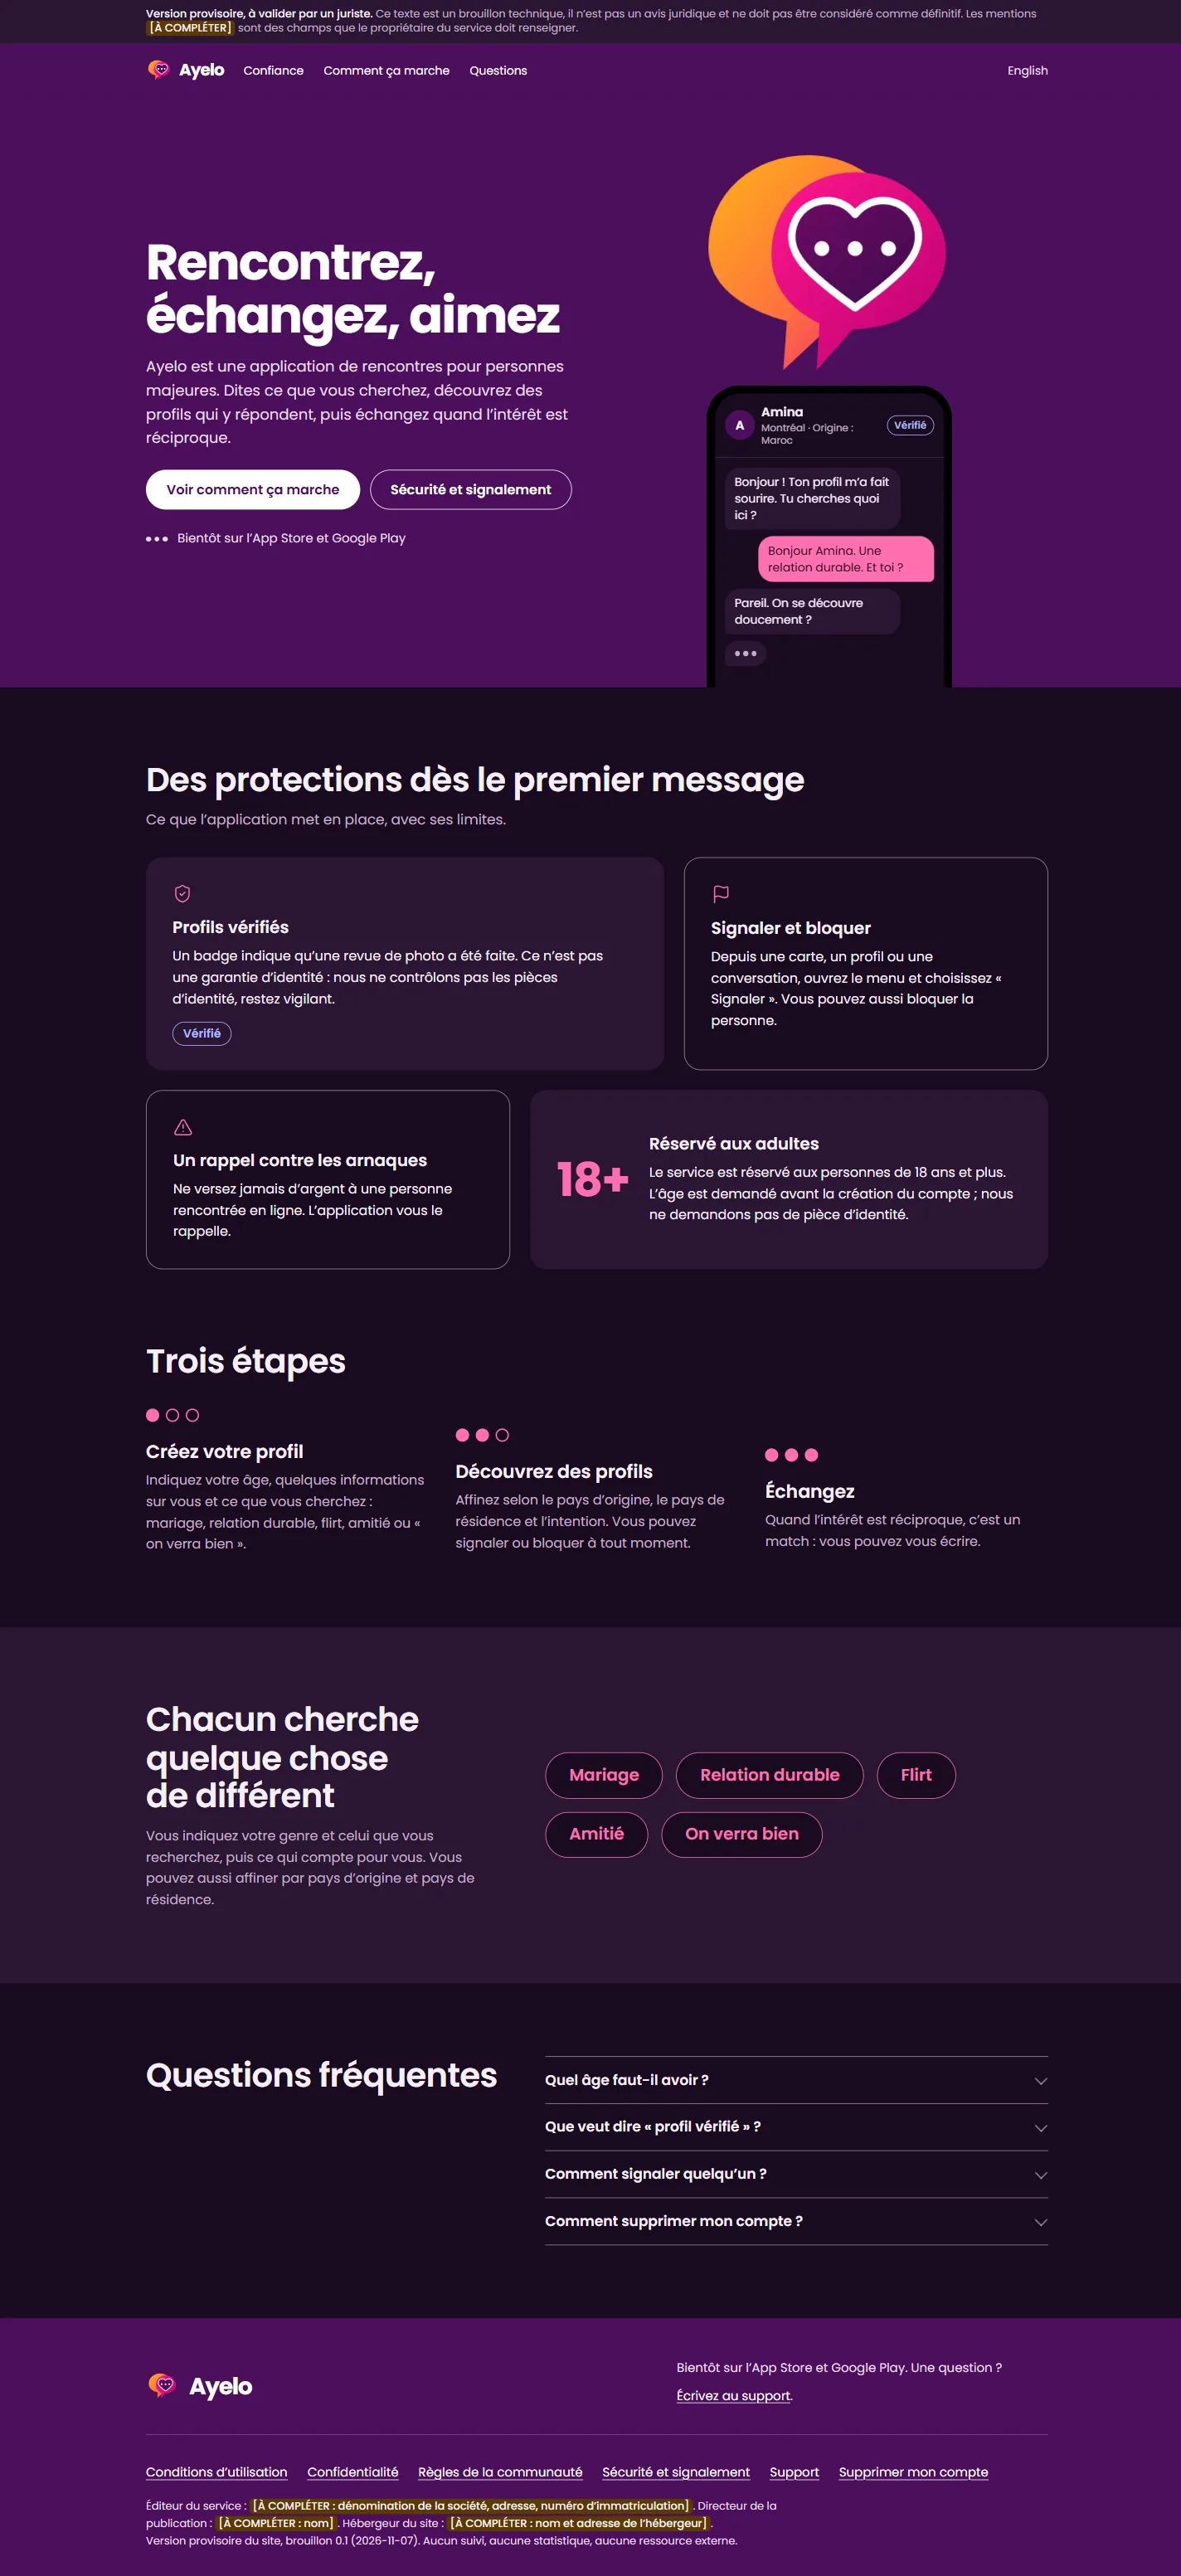 Version provisoire, à valider par un juriste. Ce texte est un brouillon technique, il n’est pas un avis juridique et ne doit pas être considéré comme définitif. Les mentions
[À COMPLÉTER] sont des champs que le propriétaire du service doit renseigner.
Ayelo
Confiance
Comment ça marche
Questions
English
Rencontrez,
échangez, aimez
Ayelo est une application de rencontres pour personnes
majeures. Dites ce que vous cherchez, découvrez des
profils qui y répondent, puis échangez quand l’intérêt est
réciproque.
Voir comment ça marche
Sécurité et signalement
Bientôt sur l’App Store et Google Play
A
Amina
Montréal · Origine :
Maroc
Vérifié
Bonjour ! Ton profil m’a fait
sourire. Tu cherches quoi
ici ?
Bonjour Amina. Une
relation durable. Et toi ?
Pareil. On se découvre
doucement ?
Des protections dès le premier message
Ce que l’application met en place, avec ses limites.
Profils vérifiés
Un badge indique qu’une revue de photo a été faite. Ce n’est pas
une garantie d’identité : nous ne contrôlons pas les pièces
d’identité, restez vigilant.
Vérifié
Signaler et bloquer
Depuis une carte, un profil ou une
conversation, ouvrez le menu et choisissez «
Signaler ». Vous pouvez aussi bloquer la
personne.
Un rappel contre les arnaques
Ne versez jamais d’argent à une personne
rencontrée en ligne. L’application vous le
rappelle.
18+
Réservé aux adultes
Le service est réservé aux personnes de 18 ans et plus.
L’âge est demandé avant la création du compte ; nous
ne demandons pas de pièce d’identité.
Trois étapes
Créez votre profil
Indiquez votre âge, quelques informations
sur vous et ce que vous cherchez :
mariage, relation durable, flirt, amitié ou «
on verra bien ».
Découvrez des profils
Affinez selon le pays d’origine, le pays de
résidence et l’intention. Vous pouvez
signaler ou bloquer à tout moment.
Échangez
Quand l’intérêt est réciproque, c’est un
match : vous pouvez vous écrire.
Chacun cherche
quelque chose
de différent
Vous indiquez votre genre et celui que vous
recherchez, puis ce qui compte pour vous. Vous
pouvez aussi affiner par pays d’origine et pays de
résidence.
Mariage
Relation durable
Flirt
Amitié
On verra bien
Questions fréquentes
Quel âge faut-il avoir ?
Que veut dire « profil vérifié » ?
Comment signaler quelqu’un ?
Comment supprimer mon compte ?
Ayelo
Bientôt sur l’App Store et Google Play. Une question ?
Écrivez au support.
Conditions d’utilisation
Confidentialité
Règles de la communauté
Sécurité et signalement
Support
Supprimer mon compte
Éditeur du service : [À COMPLÉTER : dénomination de la société, adresse, numéro d’immatriculation]. Directeur de la
publication : [À COMPLÉTER : nom]. Hébergeur du site : [À COMPLÉTER : nom et adresse de l’hébergeur].
Version provisoire du site, brouillon 0.1 (2026-11-07). Aucun suivi, aucune statistique, aucune ressource externe.